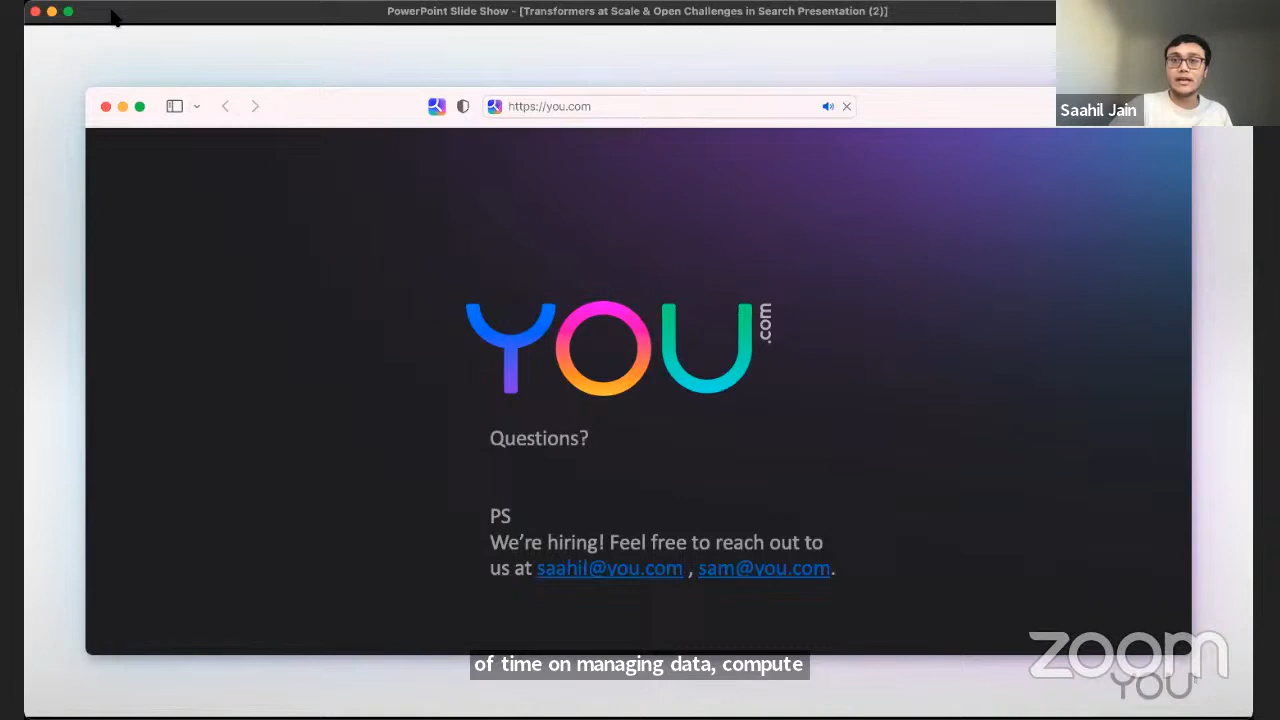 PowerPoint Slide Show - [Transformers at Scale & Open Challenges in Search Presentation (2)]
Saahil Jain
https://you.com
YOU.com
Questions?
PS
We're hiring! Feel free to reach out to
us at saahil@you.com , sam@you.com.
of time on managing data, compute
zoom
YOU